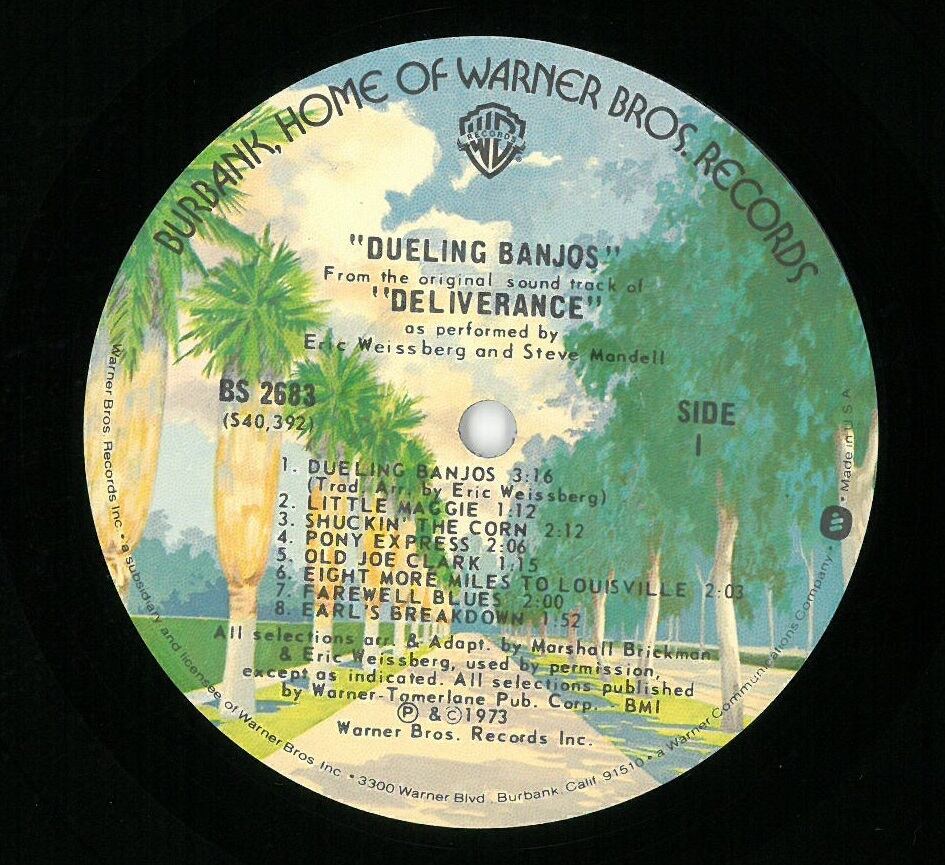 BURBANK, HOME OF WARNER BROS. RECORDS
RECORDS
"DUELING BANJOS"
From the original sound track of
"DELIVERANCE"
as performed by
Eric Weissberg and Steve Mandell
BS 2683
(S40,392)
SIDE
1
1. DUELING BANJOS 3:16
(Trad. Arr. by Eric Weissberg)
2. LITTLE MAGGIE 1:12
3. SHUCKIN' THE CORN 2:12
4. PONY EXPRESS 2:06
5. OLD JOE CLARK 1:15
6. EIGHT MORE MILES TO LOUISVILLE 2:03
7. FAREWELL BLUES 2:00
8. EARL'S BREAKDOWN 1:52
All selections arr. & Adapt. by Marshall Brickman
& Eric Weissberg, used by permission,
except as indicated. All selections published
by Warner-Tamerlane Pub. Corp. - BMI
Ⓟ & © 1973
Warner Bros. Records Inc.
Warner Bros. Records Inc. • a subsidiary and licensee of Warner Bros. Inc. • 3300 Warner Blvd., Burbank, Calif. 91510 • a Warner Communications Company • Made in U.S.A.